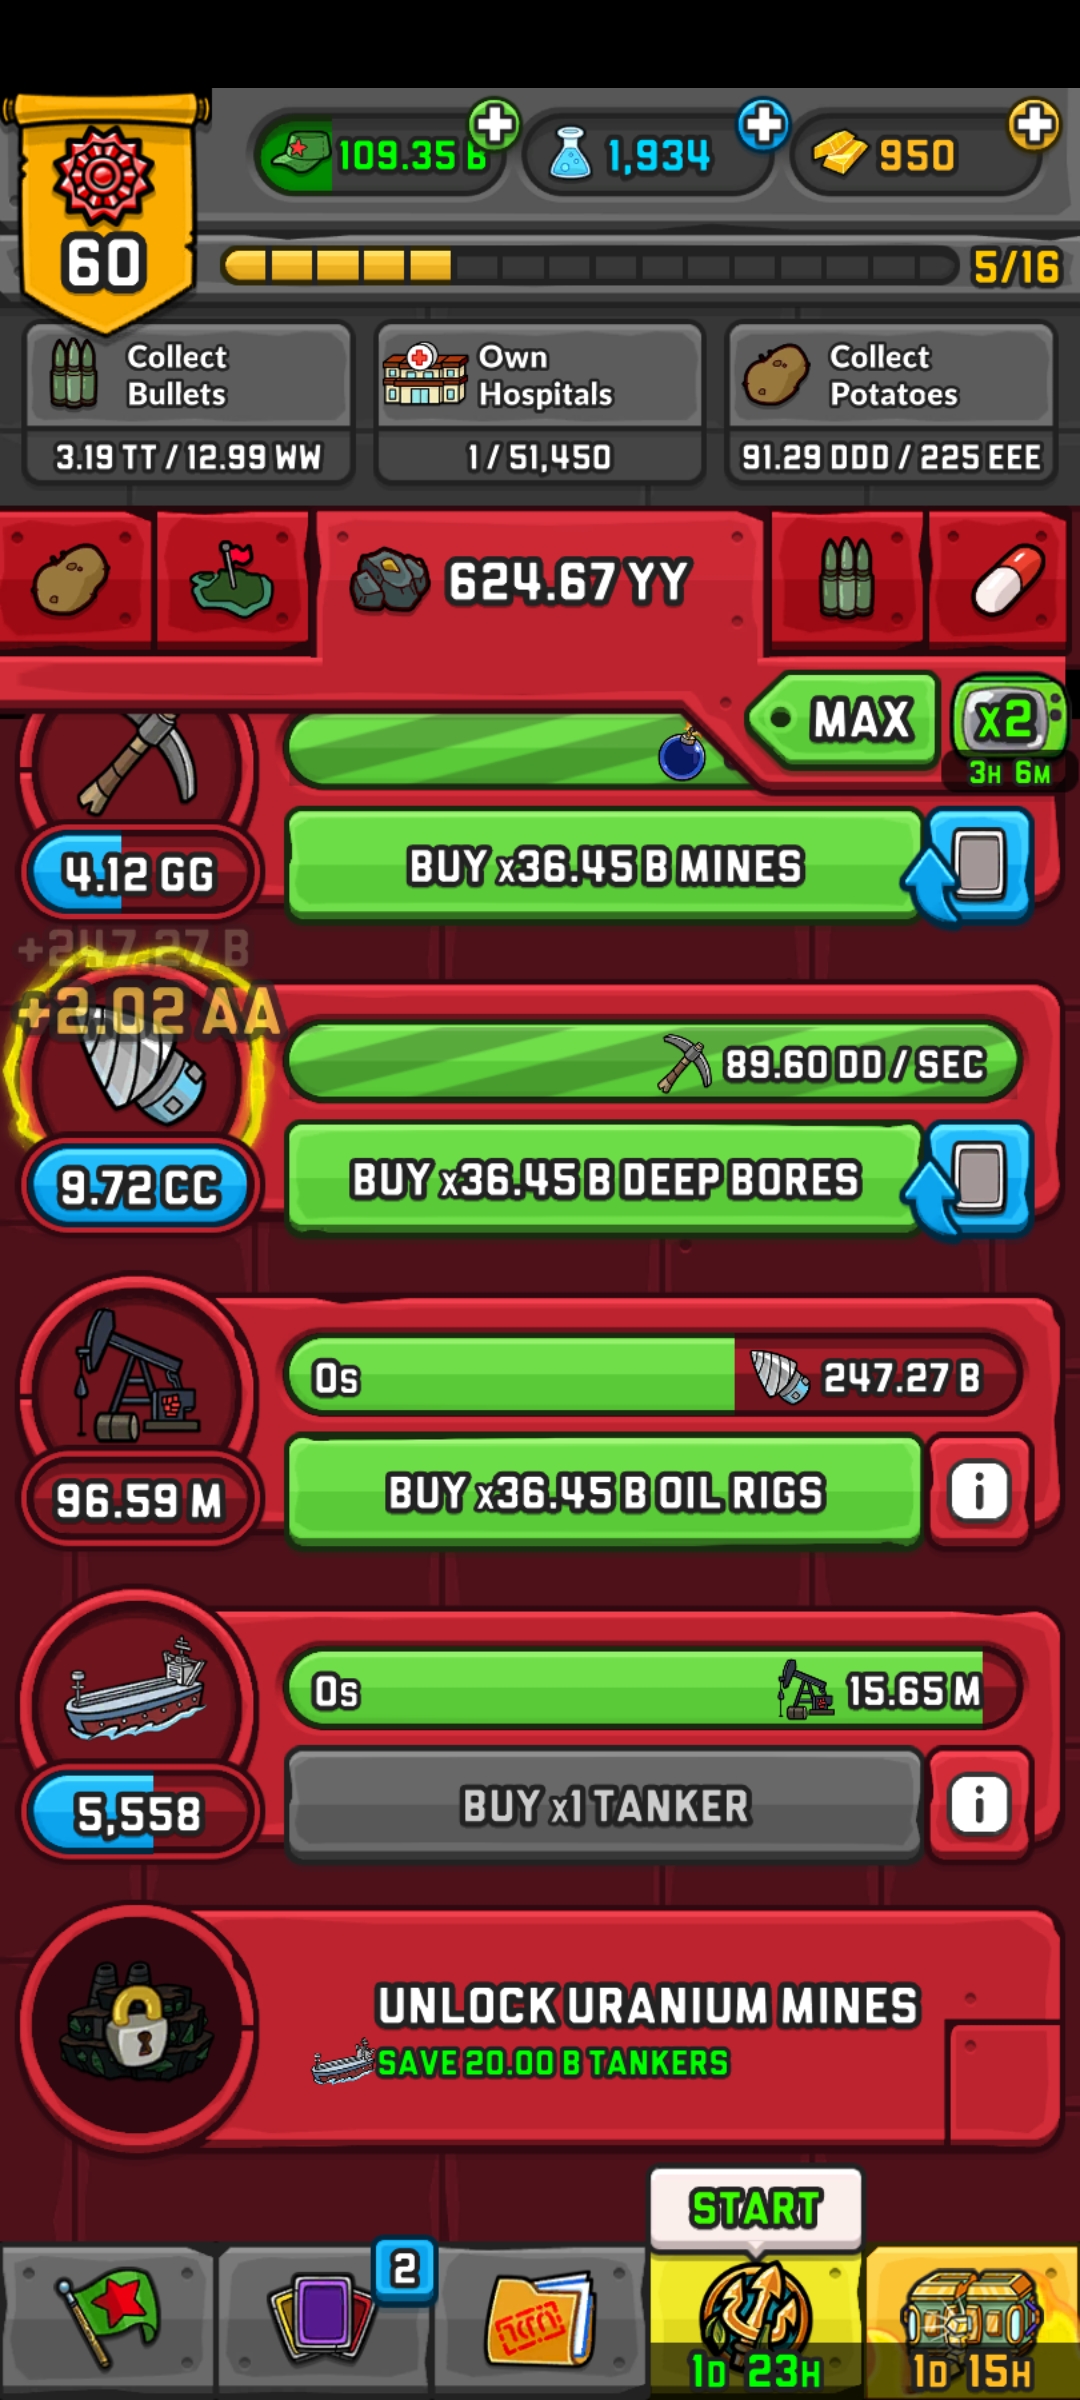 60
109.35 B
1,934
950
5/16
Collect
Bullets
3.19 TT / 12.99 WW
Own
Hospitals
1 / 51,450
Collect
Potatoes
91.29 DDD / 225 EEE
624.67 YY
MAX
x2
3H 6M
4.12 GG
BUY x36.45 B MINES
+247.27 B
+2.02 AA
89.60 DD / SEC
9.72 CC
BUY x36.45 B DEEP BORES
0s
247.27 B
96.59 M
BUY x36.45 B OIL RIGS
i
0s
15.65 M
5,558
BUY x1 TANKER
i
UNLOCK URANIUM MINES
SAVE 20.00 B TANKERS
START
2
1D 23H
1D 15H